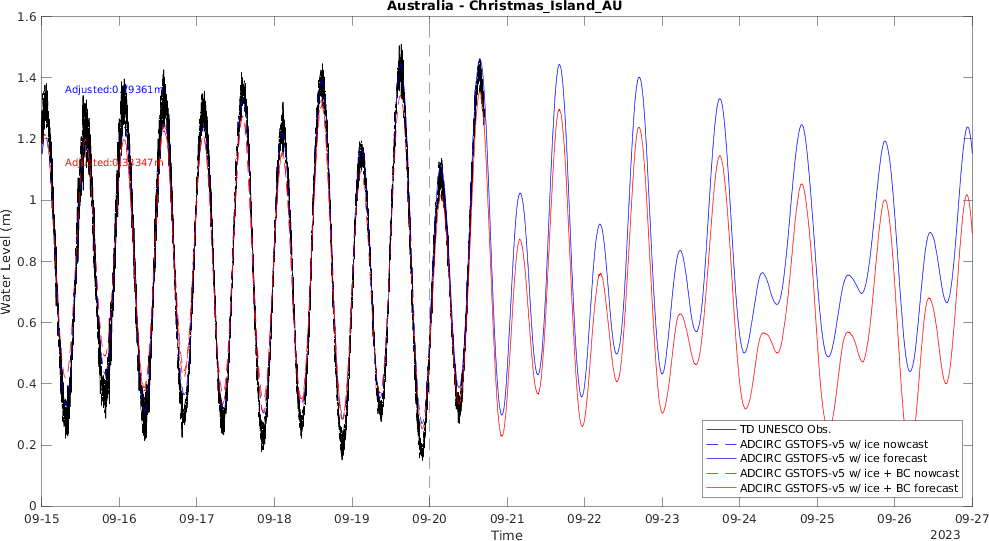 Australia - Christmas_Island_AU
1.6
1.4
1.2
1
0.8
0.6
0.4
0.2
0
Water Level (m)
TD UNESCO Obs.
ADCIRC GSTOFS-v5 w/ ice nowcast
ADCIRC GSTOFS-v5 w/ ice forecast
ADCIRC GSTOFS-v5 w/ ice + BC nowcast
ADCIRC GSTOFS-v5 w/ ice + BC forecast
09-15 09-16 09-17 09-18 09-19 09-20 09-21 09-22 09-23 09-24 09-25 09-26 09-27
Time
2023